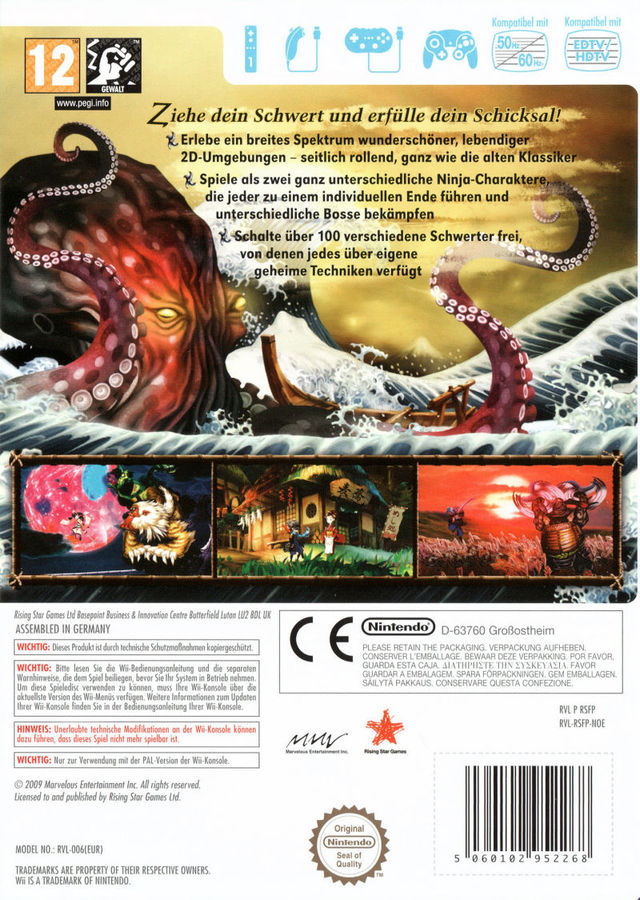 Kompatibel mit
Kompatibel mit
12
GEWALT
www.pegi.info
1
50Hz
60Hz
EDTV/
HDTV
Ziehe dein Schwert und erfülle dein Schicksal!
Erlebe ein breites Spektrum wunderschöner, lebendiger
2D-Umgebungen – seitlich rollend, ganz wie die alten Klassiker
Spiele als zwei ganz unterschiedliche Ninja-Charaktere,
die jeder zu einem individuellen Ende führen und
unterschiedliche Bosse bekämpfen
Schalte über 100 verschiedene Schwerter frei,
von denen jedes über eigene
geheime Techniken verfügt
Rising Star Games Ltd Basepoint Business & Innovation Centre Butterfield Luton LU2 8DL UK
ASSEMBLED IN GERMANY
WICHTIG: Dieses Produkt ist durch technische Schutzmaßnahmen kopiergeschützt.
WICHTIG: Bitte lesen Sie die Wii-Bedienungsanleitung und die separaten
Warnhinweise, die dem Spiel beiliegen, bevor Sie Ihr System in Betrieb nehmen.
Um diese Spieldisc verwenden zu können, muss Ihre Wii-Konsole über die
aktuellste Version des Wii-Menüs verfügen. Weitere Informationen zum Updaten
Ihrer Wii-Konsole finden Sie in der Bedienungsanleitung Ihrer Wii-Konsole.
HINWEIS: Unerlaubte technische Modifikationen an der Wii-Konsole können
dazu führen, dass dieses Spiel nicht mehr spielbar ist.
WICHTIG: Nur zur Verwendung mit der PAL-Version der Wii-Konsole.
© 2009 Marvelous Entertainment Inc. All rights reserved.
Licensed to and published by Rising Star Games Ltd.
MODEL NO.: RVL-006(EUR)
TRADEMARKS ARE PROPERTY OF THEIR RESPECTIVE OWNERS.
Wii IS A TRADEMARK OF NINTENDO.
CE
Nintendo
D-63760 Großostheim
PLEASE RETAIN THE PACKAGING. VERPACKUNG AUFHEBEN.
CONSERVER L'EMBALLAGE. BEWAAR DEZE VERPAKKING. POR FAVOR,
GUARDA ESTA CAJA. ΔΙΑΤΗΡΗΣΤΕ ΤΗΝ ΣΥΣΚΕΥΑΣΙΑ. FAVOR
GUARDAR A EMBALAGEM. SPARA FÖRPACKNINGEN. GEM EMBALLAGEN.
SÄILYTÄ PAKKAUS. CONSERVARE QUESTA CONFEZIONE.
RVL P RSFP
RVL-RSFP-NOE
Marvelous Entertainment Inc.
Rising Star Games
Original
Nintendo
Seal of
Quality
TM
5 060102 952268